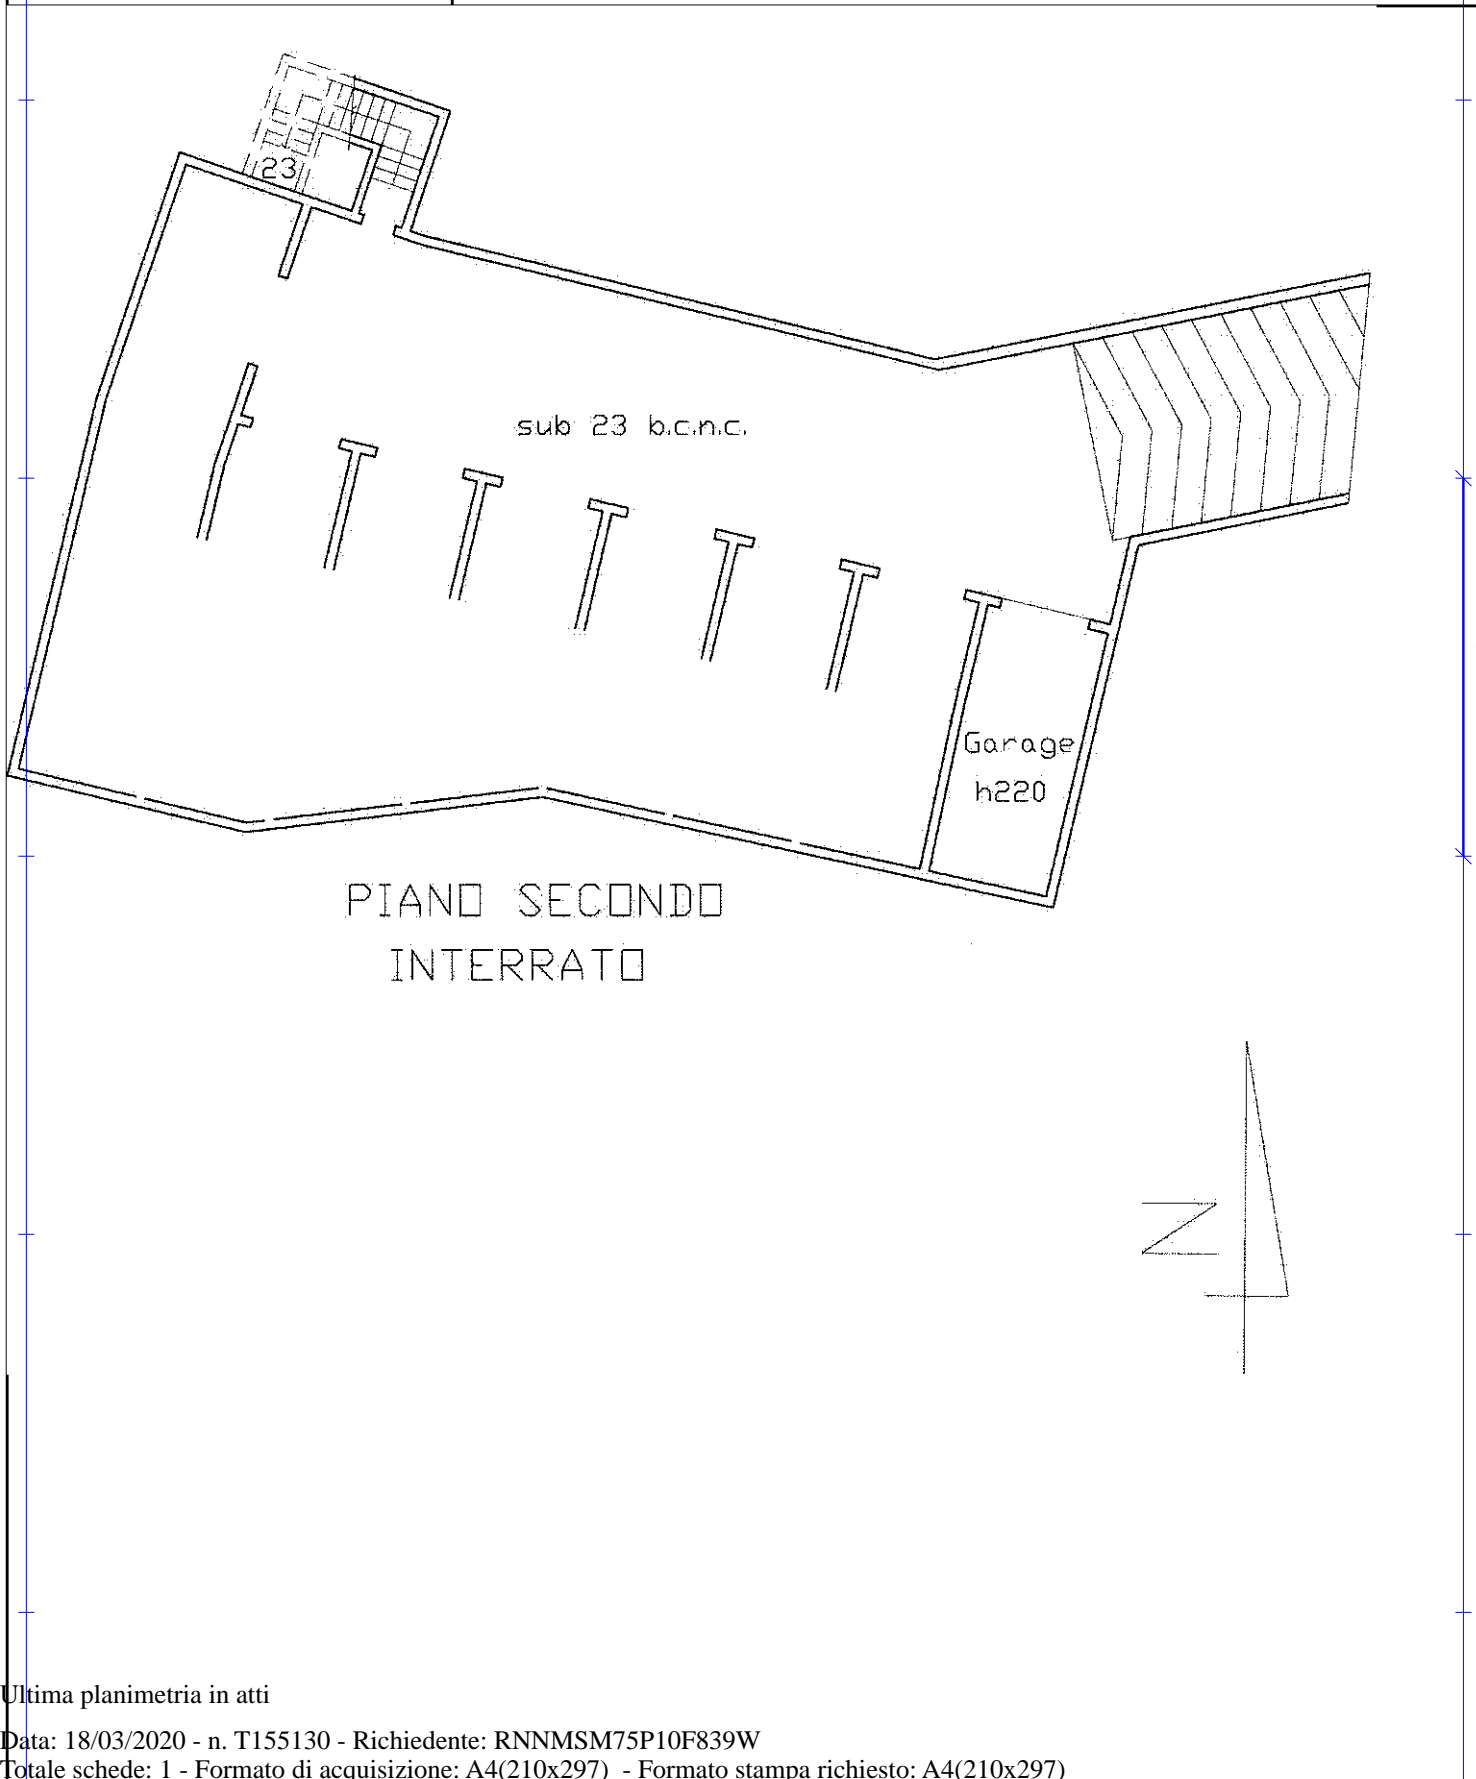 23
sub 23 b.c.n.c.
Garage
h220
PIANO SECONDO
INTERRATO
N
Ultima planimetria in atti
Data: 18/03/2020 - n. T155130 - Richiedente: RNNMSM75P10F839W
Totale schede: 1 - Formato di acquisizione: A4(210x297) - Formato stampa richiesto: A4(210x297)